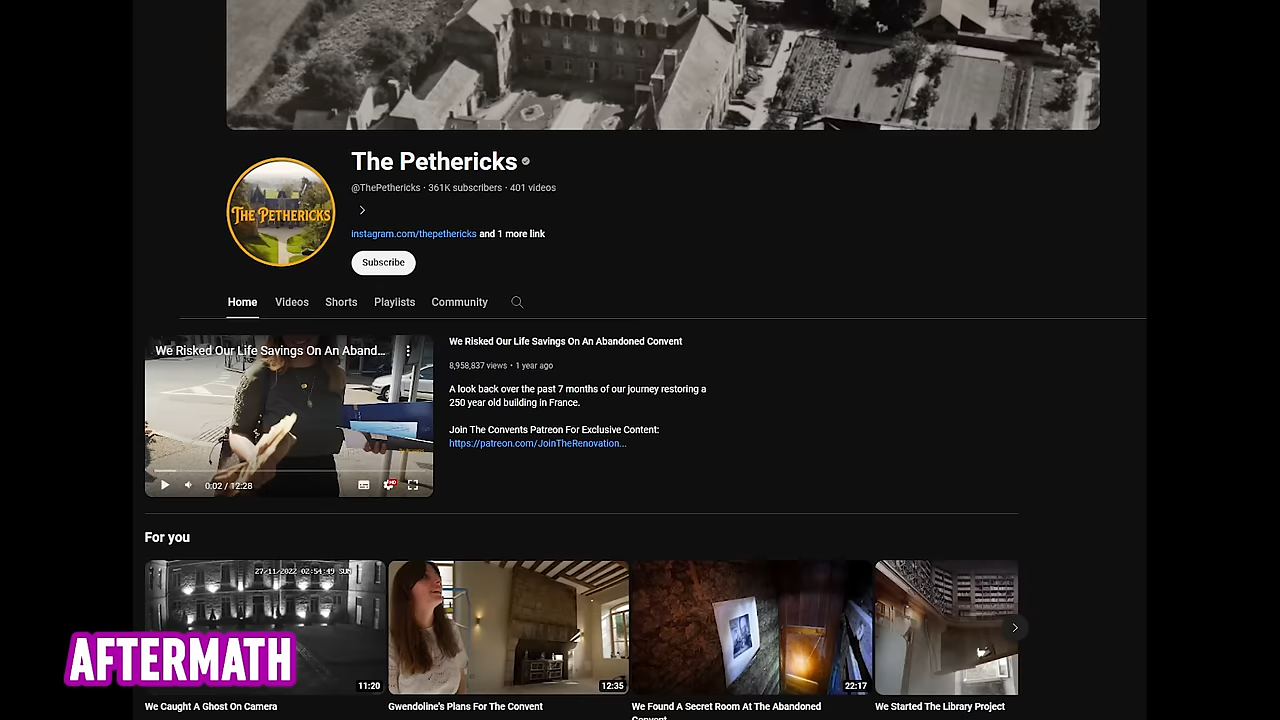 The Pethericks
THE PETHERICKS
@ThePethericks · 361K subscribers · 401 videos
instagram.com/thepethericks and 1 more link
Subscribe
Home Videos Shorts Playlists Community
We Risked Our Life Savings On An Aband...
We Risked Our Life Savings On An Abandoned Convent
8,958,837 views · 1 year ago
A look back over the past 7 months of our journey restoring a
250 year old building in France.
Join The Convents Patreon For Exclusive Content:
https://patreon.com/JoinTheRenovation...
0:02 / 12:28
HD
For you
27/11/2022 02:54:49 SUN
11:20
12:35
22:17
AFTERMATH
We Caught A Ghost On Camera
Gwendoline's Plans For The Convent
We Found A Secret Room At The Abandoned
Convent
We Started The Library Project